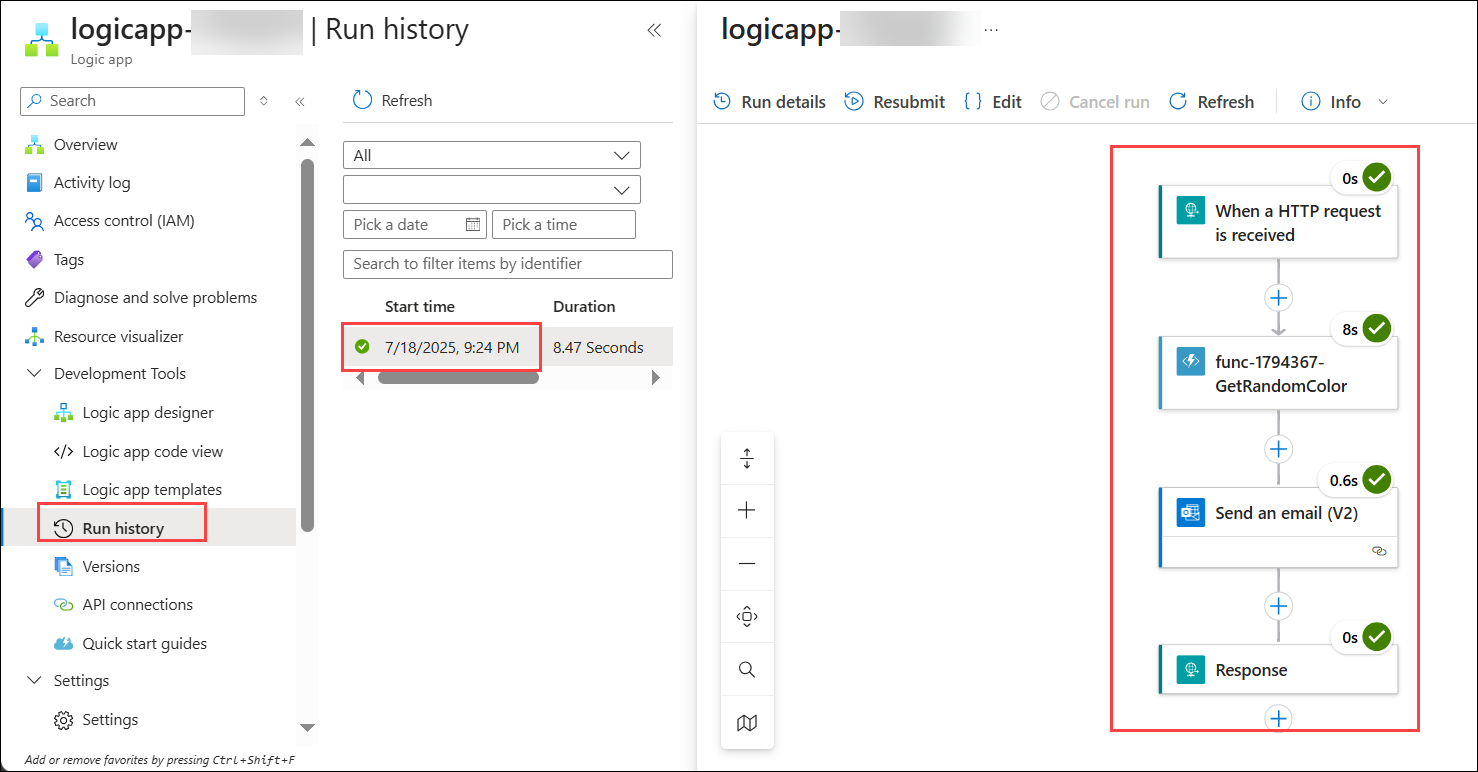 logicapp- | Run history
Logic app
Search
Overview
Activity log
Access control (IAM)
Tags
Diagnose and solve problems
Resource visualizer
Development Tools
Logic app designer
Logic app code view
Logic app templates
Run history
Versions
API connections
Quick start guides
Settings
Settings
Add or remove favorites by pressing Ctrl+Shift+F
Refresh
All
Pick a date Pick a time
Search to filter items by identifier
Start time Duration
7/18/2025, 9:24 PM 8.47 Seconds
logicapp- ...
Run details Resubmit Edit Cancel run Refresh Info
0s
When a HTTP request
is received
8s
func-1794367-
GetRandomColor
0.6s
Send an email (V2)
0s
Response